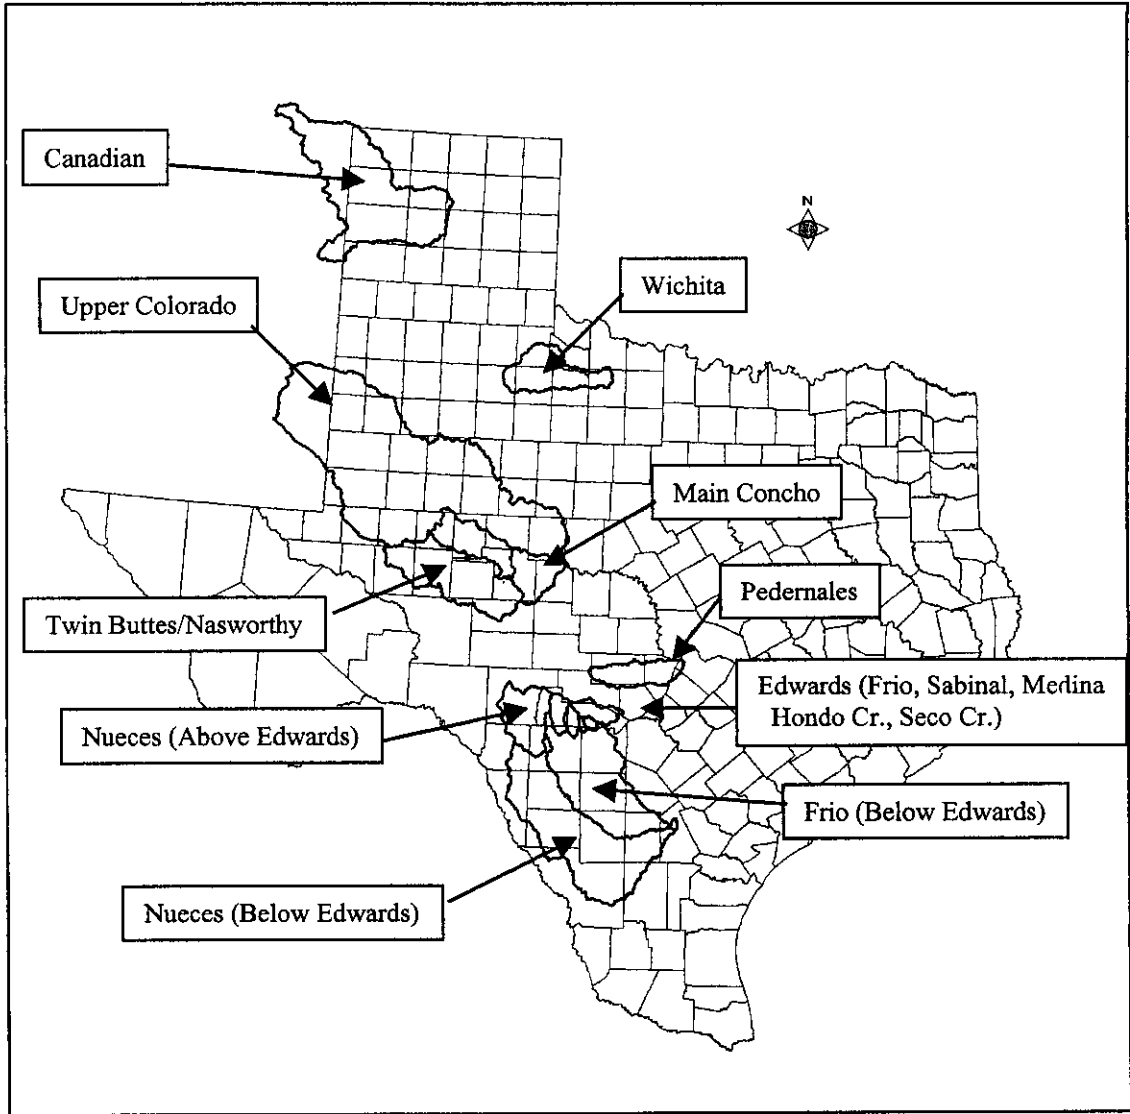 Canadian
N
Wichita
Upper Colorado
Main Concho
Pedernales
Twin Buttes/Nasworthy
Edwards (Frio, Sabinal, Medina
Hondo Cr., Seco Cr.)
Nueces (Above Edwards)
Frio (Below Edwards)
Nueces (Below Edwards)